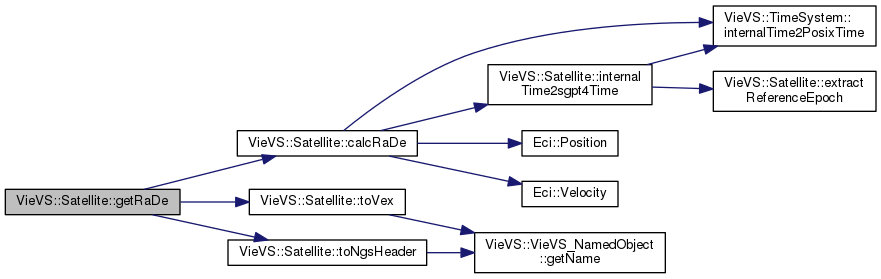 VieVS::Satellite::getRaDe
VieVS::Satellite::calcRaDe
VieVS::Satellite::toVex
VieVS::Satellite::toNgsHeader
VieVS::Satellite::internal
Time2sgpt4Time
Eci::Position
Eci::Velocity
VieVS::VieVS_NamedObject
::getName
VieVS::TimeSystem::
internalTime2PosixTime
VieVS::Satellite::extract
ReferenceEpoch